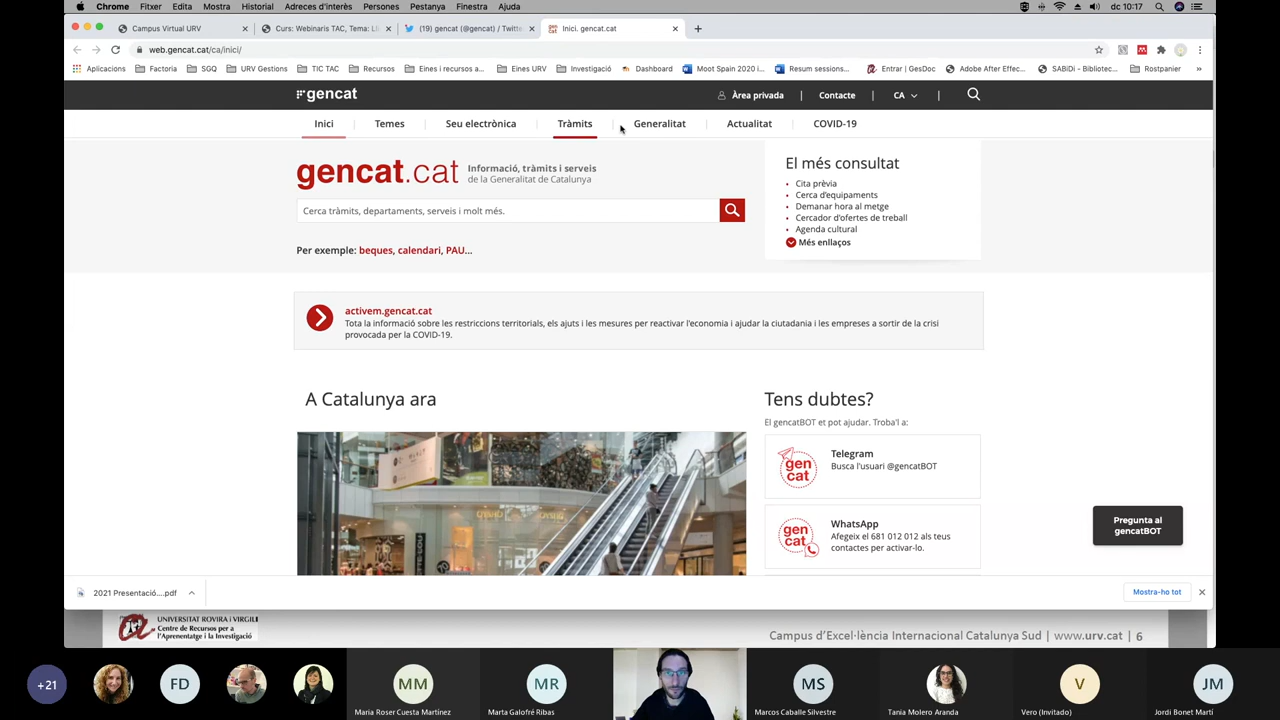 Chrome Fitxer Edita Mostra Historial Adreces d'interès Persones Pestanya Finestra Ajuda dc 10:17
Campus Virtual URV
Curs: Webinaris TAC, Tema: Ll
(19) gencat (@gencat) / Twitte
Inici. gencat.cat
web.gencat.cat/ca/inici/
Aplicacions Factoria SGQ URV Gestions TIC TAC Recursos Eines i recursos a... Eines URV Investigació Dashboard Moot Spain 2020 i... Resum sessions... Entrar | GesDoc Adobe After Effec... SABiDi - Bibliotec... Rostpanier »
gencat
Àrea privada | Contacte | CA |
Inici Temes Seu electrònica Tràmits Generalitat Actualitat COVID-19
gencat.cat
Informació, tràmits i serveis
de la Generalitat de Catalunya
Cerca tràmits, departaments, serveis i molt més.
Per exemple: beques, calendari, PAU...
El més consultat
Cita prèvia
Cerca d'equipaments
Demanar hora al metge
Cercador d'ofertes de treball
Agenda cultural
Més enllaços
activem.gencat.cat
Tota la informació sobre les restriccions territorials, els ajuts i les mesures per reactivar l'economia i ajudar la ciutadania i les empreses a sortir de la crisi
provocada per la COVID-19.
A Catalunya ara
Tens dubtes?
El gencatBOT et pot ajudar. Troba'l a:
gen
cat
Telegram
Busca l'usuari @gencatBOT
gen
cat
WhatsApp
Afegeix el 681 012 012 als teus
contactes per activar-lo.
Pregunta al
gencatBOT
2021 Presentació....pdf
Mostra-ho tot
UNIVERSITAT ROVIRA i VIRGILI
Centre de Recursos per a
l'Aprenentatge i la Investigació
Campus d'Excel·lència Internacional Catalunya Sud | www.urv.cat | 6
+21
FD
MM
Maria Roser Cuesta Martínez
MR
Marta Galofré Ribas
MS
Marcos Caballe Silvestre
Tania Molero Aranda
V
Vero (Invitado)
JM
Jordi Bonet Martí